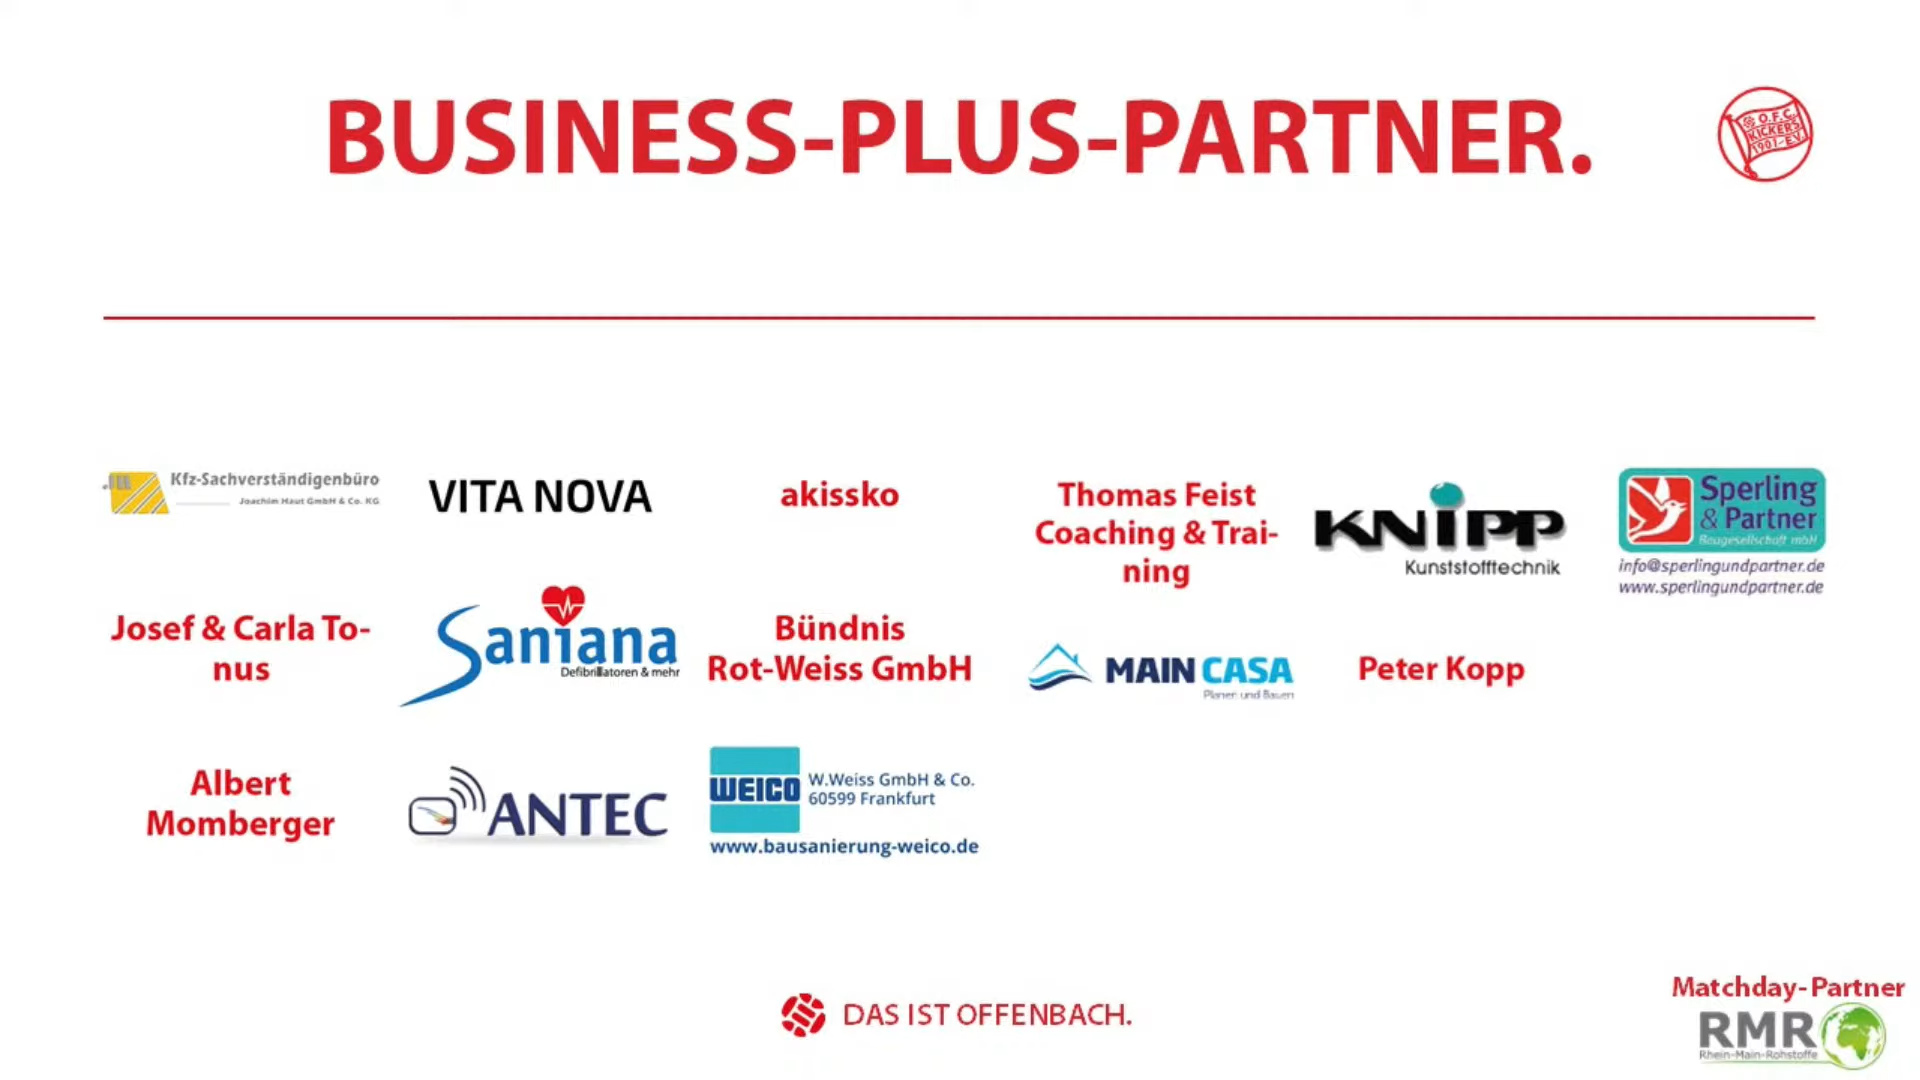 BUSINESS-PLUS-PARTNER.
O.F.C.
KICKERS
1901-E.V.
Kfz-Sachverständigenbüro
Joachim Haut GmbH & Co. KG
VITA NOVA
akissko
Thomas Feist
Coaching & Trai-
ning
KNIPP
Kunststofftechnik
Sperling
& Partner
Baugesellschaft mbH
info@sperlingundpartner.de
www.sperlingundpartner.de
Josef & Carla To-
nus
Saniana
Defibrillatoren & mehr
Bündnis
Rot-Weiss GmbH
MAIN CASA
Planen und Bauen
Peter Kopp
Albert
Momberger
ANTEC
WEICO
W.Weiss GmbH & Co.
60599 Frankfurt
www.bausanierung-weico.de
DAS IST OFFENBACH.
Matchday-Partner
RMR
Rhein-Main-Rohstoffe